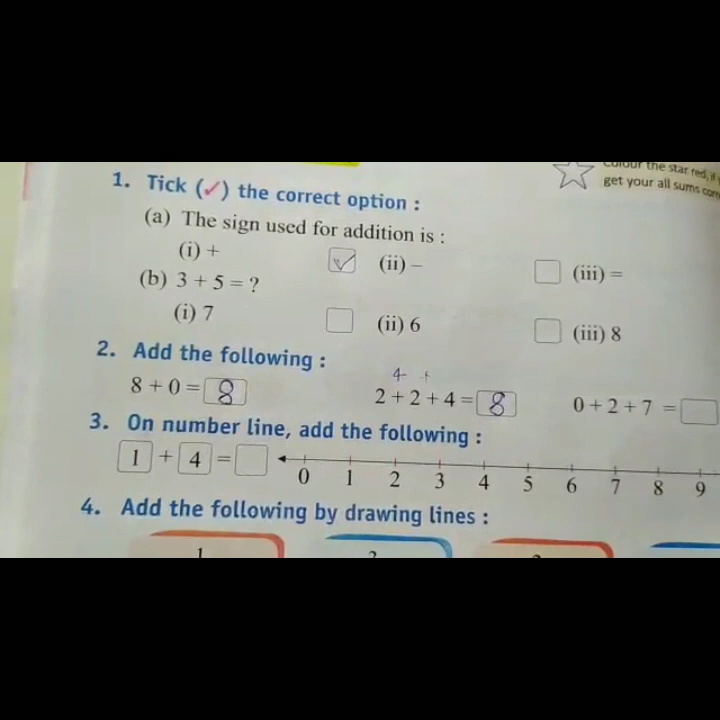 Colour the star red, if
get your all sums
1. Tick (✓) the correct option :
(a) The sign used for addition is :
(i) + ✓ (ii) – (iii) =
(b) 3 + 5 = ?
(i) 7 (ii) 6 (iii) 8
2. Add the following :
4 +
8 + 0 = 8 2 + 2 + 4 = 8 0 + 2 + 7 =
3. On number line, add the following :
1 + 4 =
0 1 2 3 4 5 6 7 8 9
4. Add the following by drawing lines :